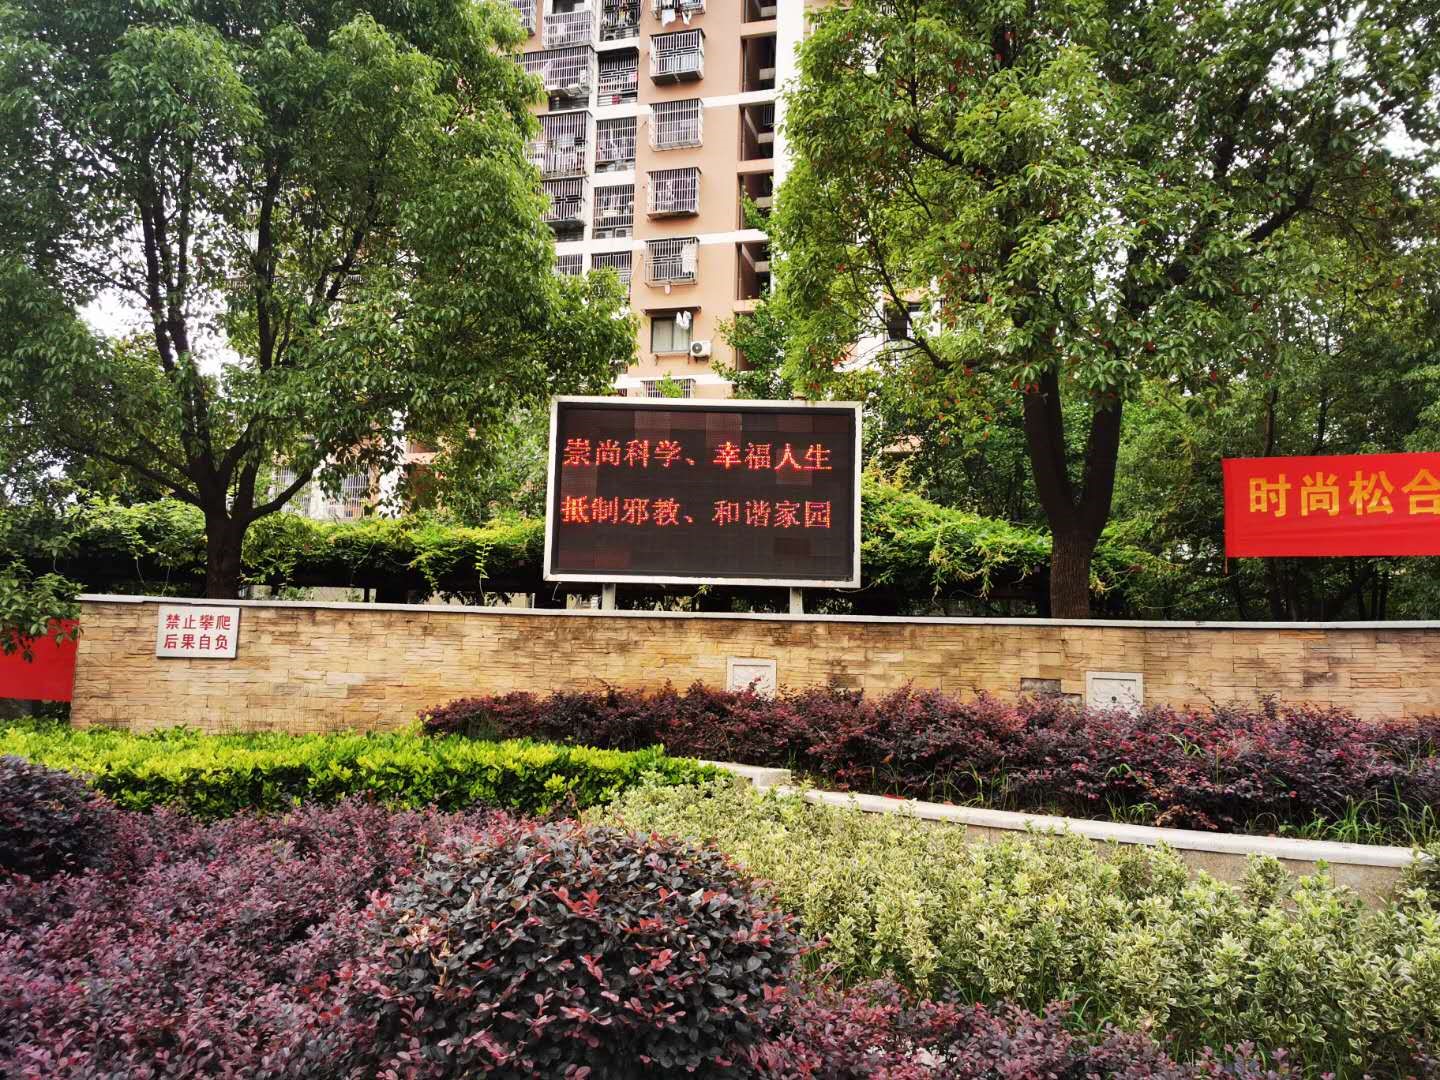 崇尚科学、幸福人生
抵制邪教、和谐家园
时尚松合
禁止攀爬
后果自负